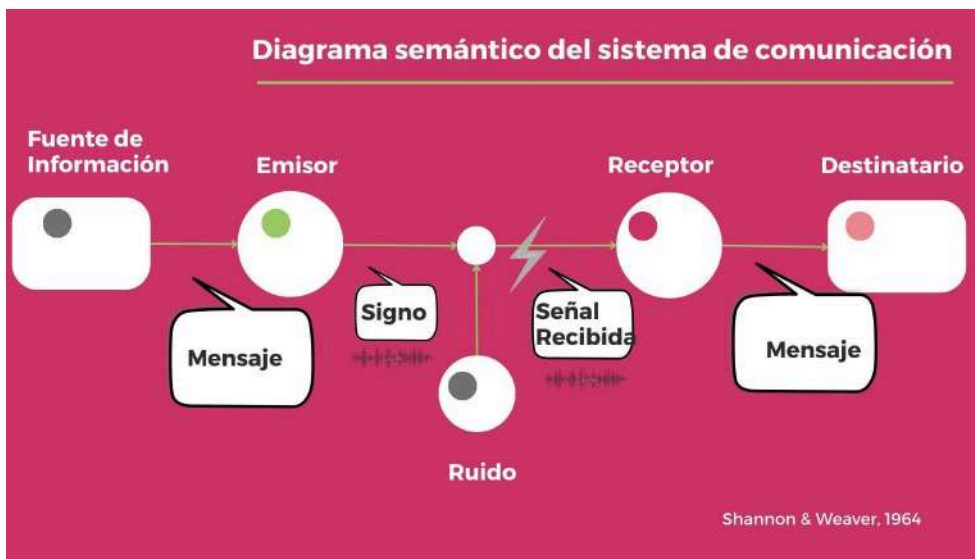 Diagrama semántico del sistema de comunicación
Fuente de
Información
Emisor
Receptor
Destinatario
Mensaje
Signo
Señal
Recibida
Mensaje
Ruido
Shannon & Weaver, 1964